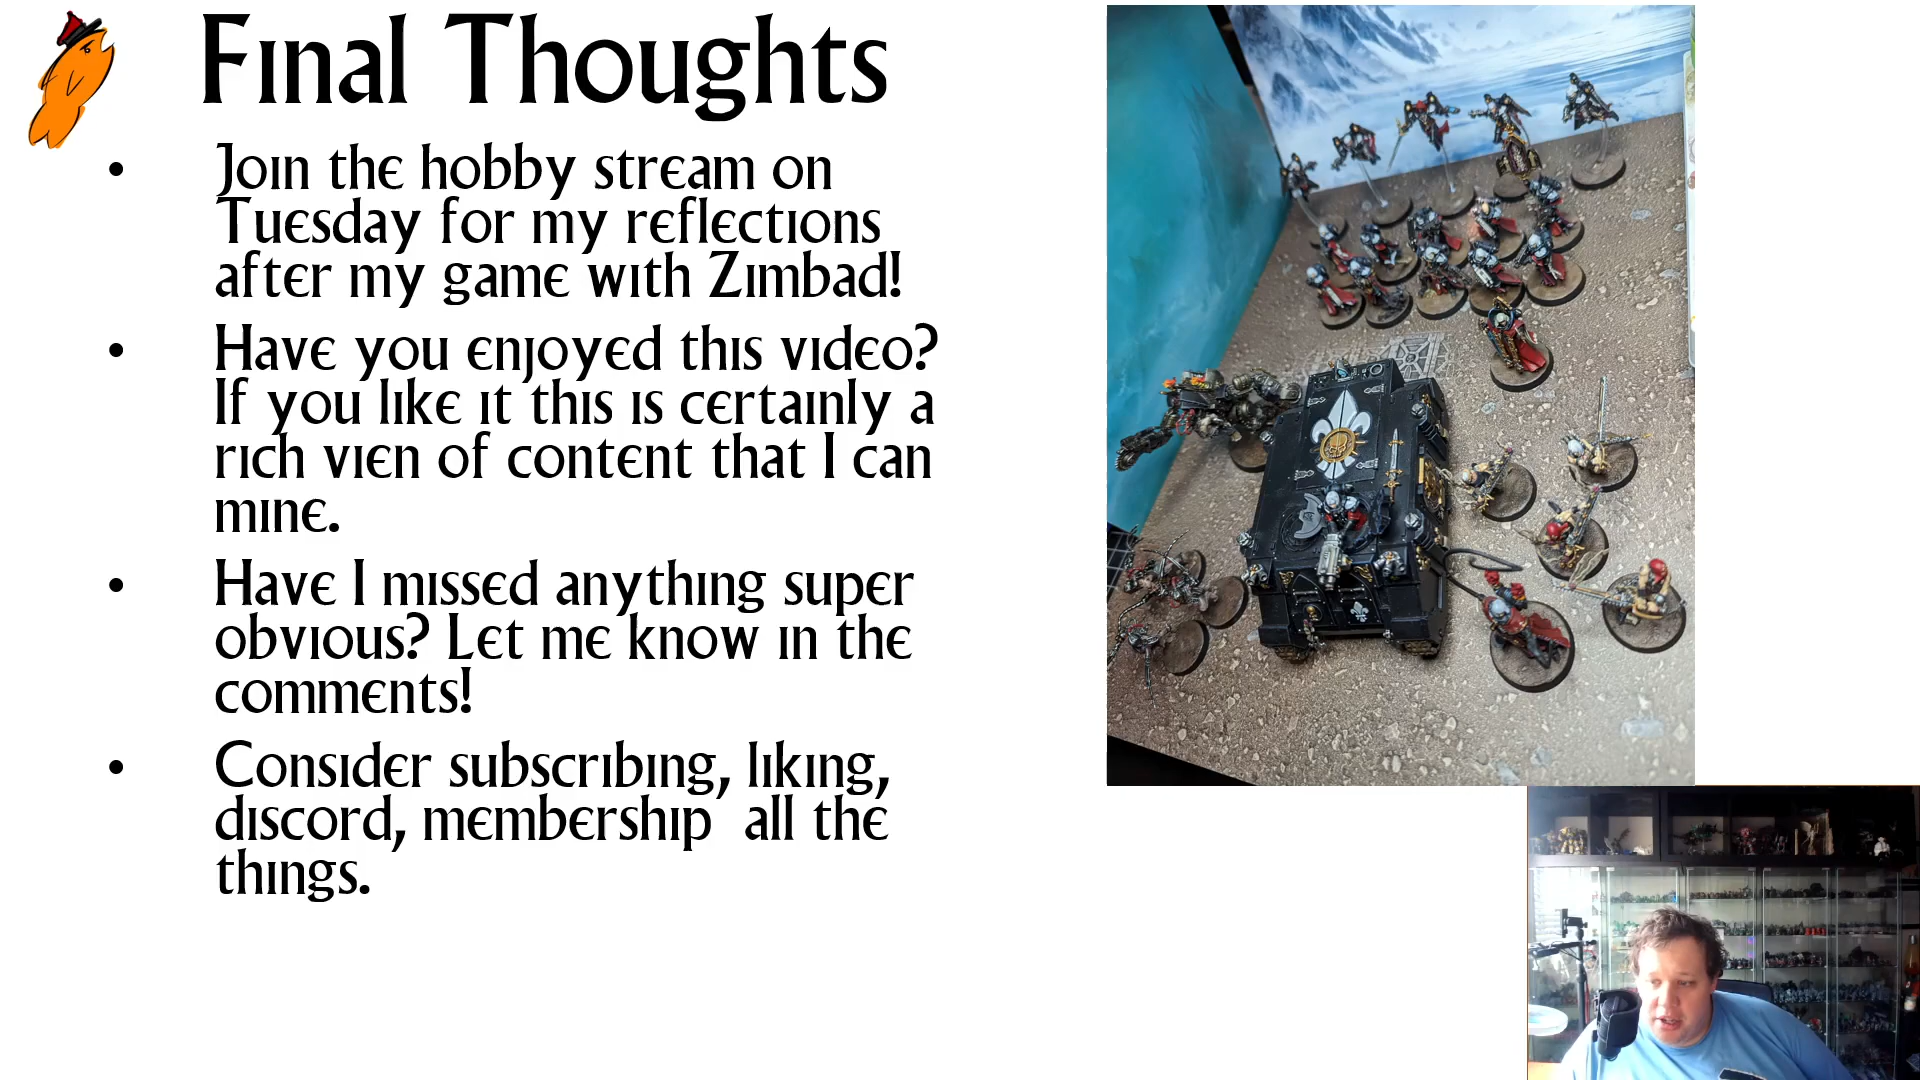 Final Thoughts
• Join the hobby stream on
Tuesday for my reflections
after my game with Zimbad!
• Have you enjoyed this video?
If you like it this is certainly a
rich vien of content that I can
mine.
• Have I missed anything super
obvious? Let me know in the
comments!
• Consider subscribing, liking,
discord, membership  all the
things.